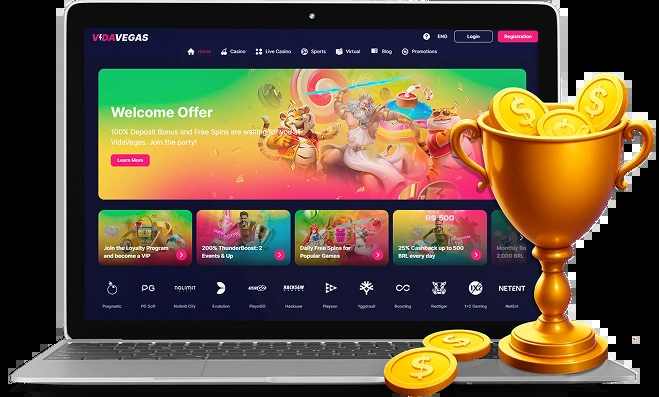 VIDAVEGAS
ENG
Login
Registration
Home
Casino
Live Casino
Sports
Virtual
Blog
Promotions
Welcome Offer
100% Deposit Bonus and Free Spins are waiting for you at
VidaVegas. Join the party!
Learn More
Join the Loyalty Program
and become a VIP
200% ThunderBoost: 2
Events & Up
Daily Free Spins for
Popular Games
R$ 500
25% Cashback up to 500
BRL every day
Monthly Bo
2,000 BRL
PG
NOLIMIT
HACKSAW
1X2
NETENT
Pragmatic
PG Soft
Nolimit City
Evolution
PlaynGO
Hacksaw
Playson
Yggdrasil
Booming
Redtiger
1×2 Gaming
NetEnt